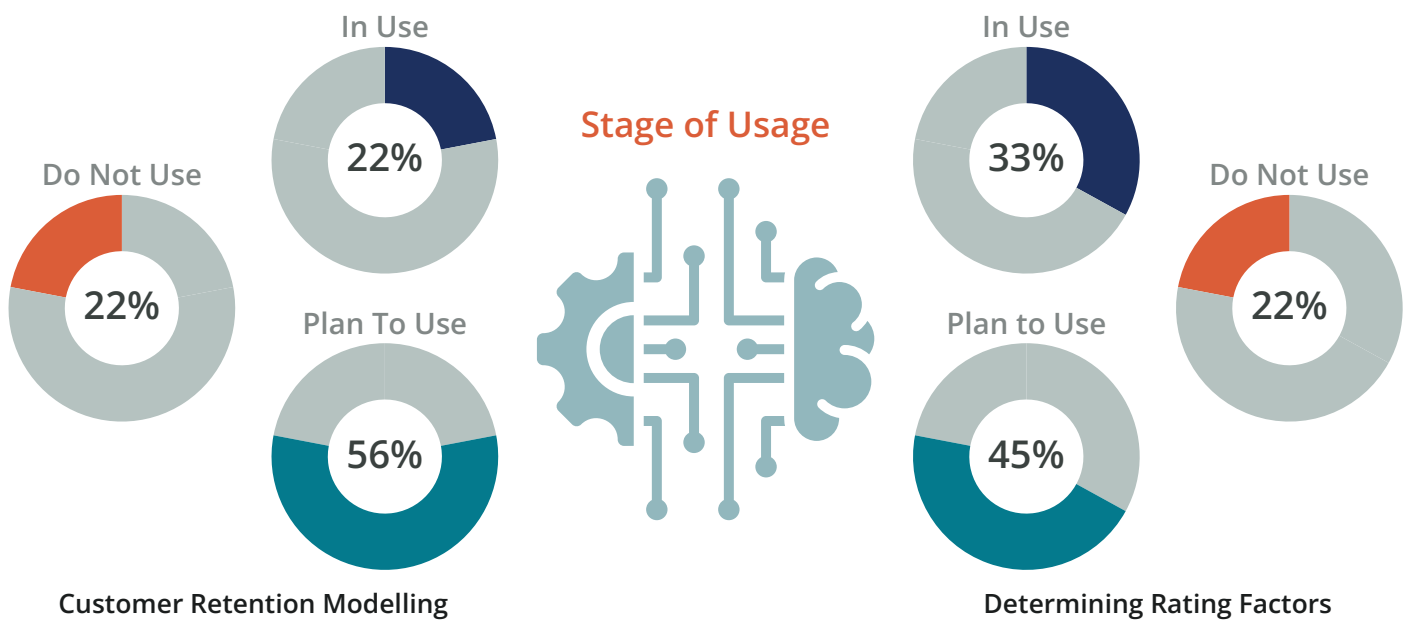 Stage of Usage
In Use
22%
Do Not Use
22%
Plan To Use
56%
Customer Retention Modelling
In Use
33%
Do Not Use
22%
Plan to Use
45%
Determining Rating Factors